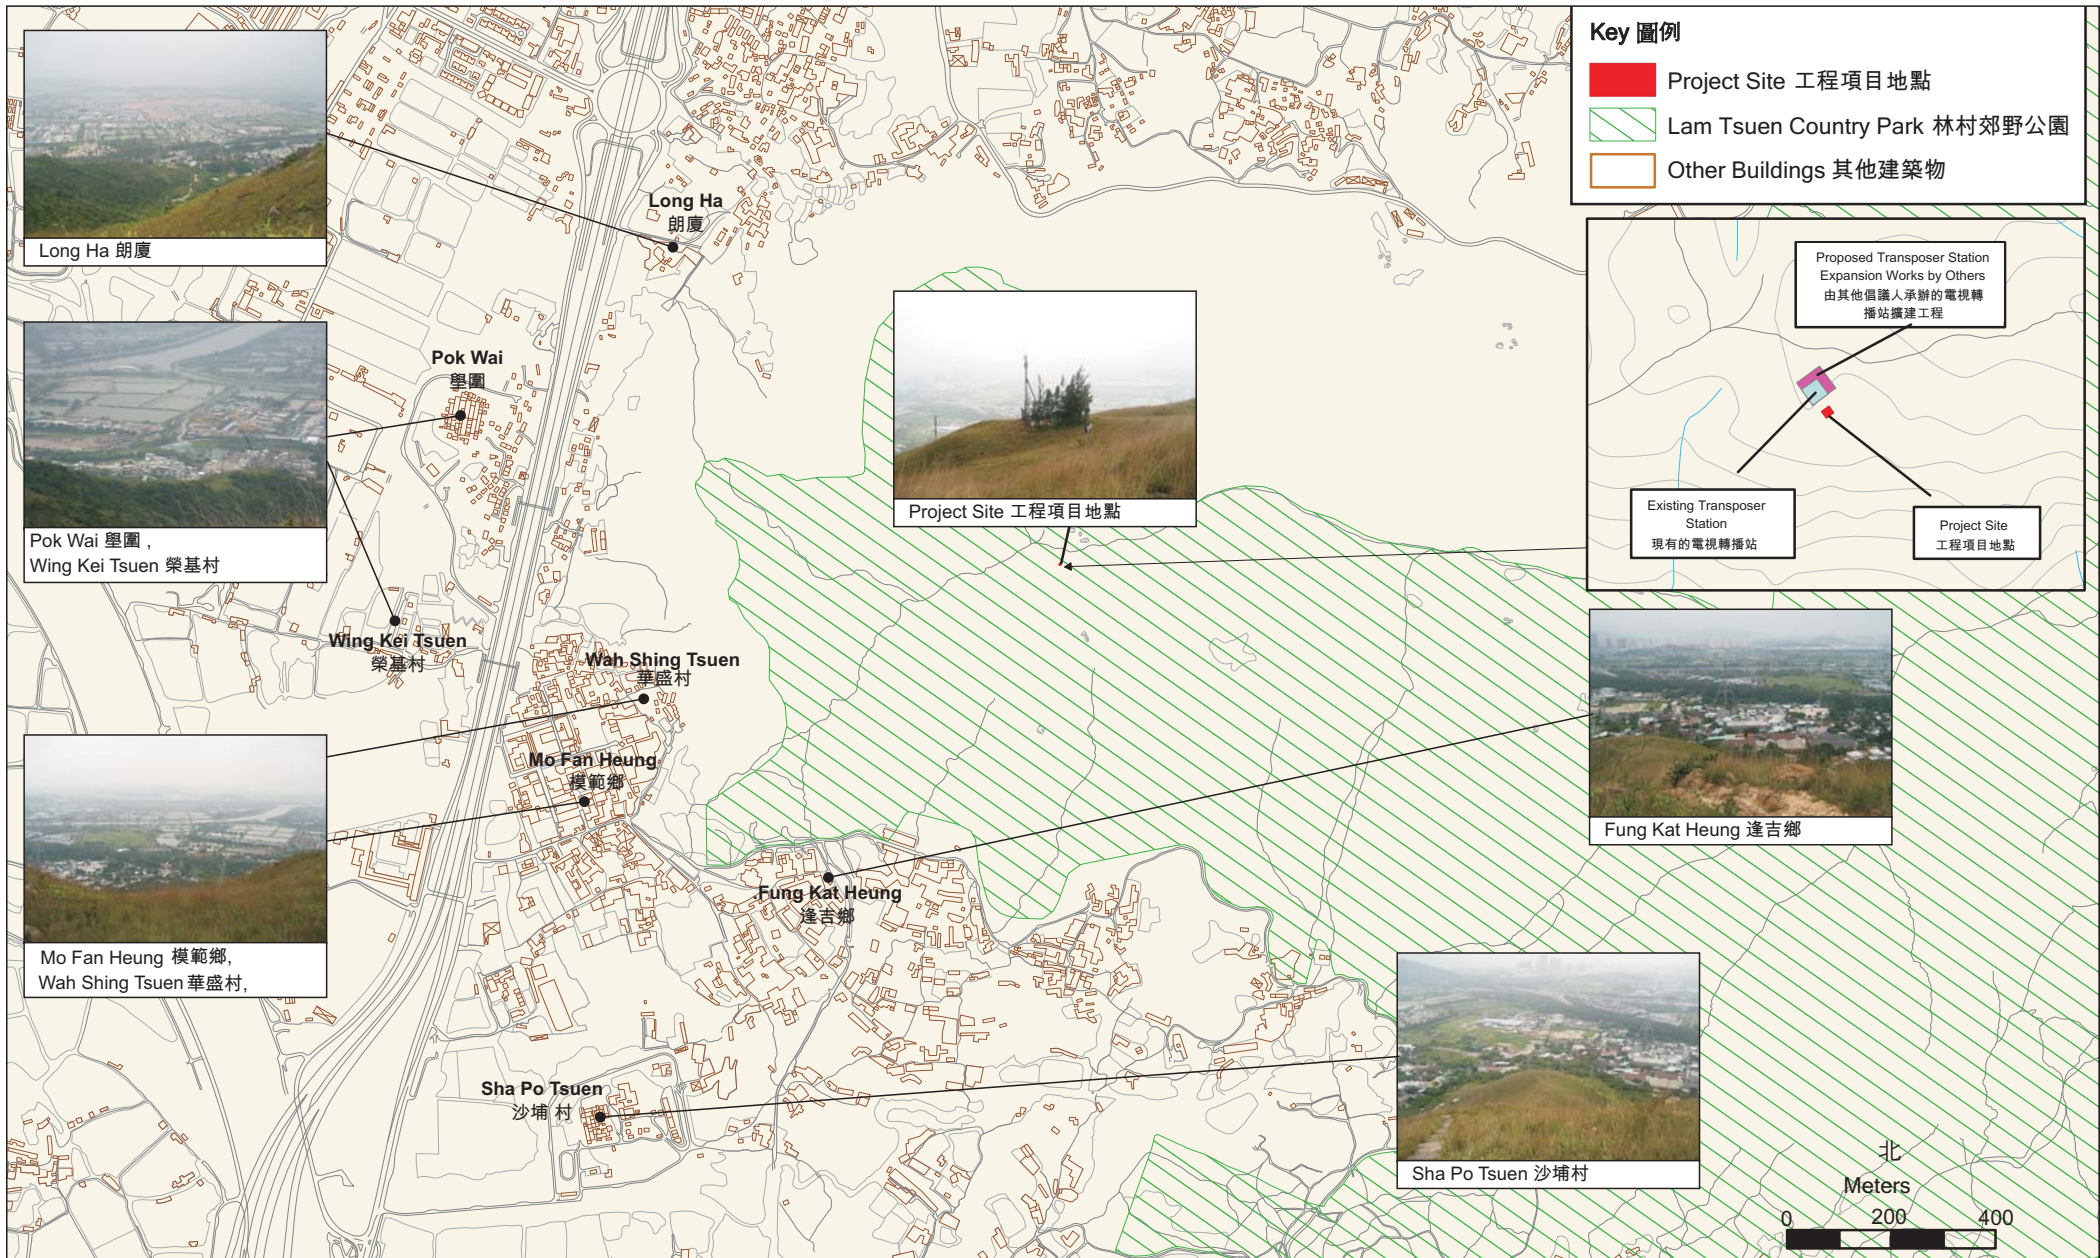 Key 圖例
Project Site 工程項目地點
Lam Tsuen Country Park 林村郊野公園
Other Buildings 其他建築物
Long Ha 朗廈
Long Ha
朗廈
Proposed Transposer Station
Expansion Works by Others
由其他倡議人承辦的電視轉
播站擴建工程
Existing Transposer
Station
現有的電視轉播站
Project Site
工程項目地點
Pok Wai
壆圍
Project Site 工程項目地點
Pok Wai 壆圍 ,
Wing Kei Tsuen 榮基村
Wing Kei Tsuen
榮基村
Wah Shing Tsuen
華盛村
Mo Fan Heung
模範鄉
Fung Kat Heung 逢吉鄉
Fung Kat Heung
逢吉鄉
Mo Fan Heung 模範鄉,
Wah Shing Tsuen 華盛村,
Sha Po Tsuen
沙埔 村
Sha Po Tsuen 沙埔村
北
Meters
0 200 400